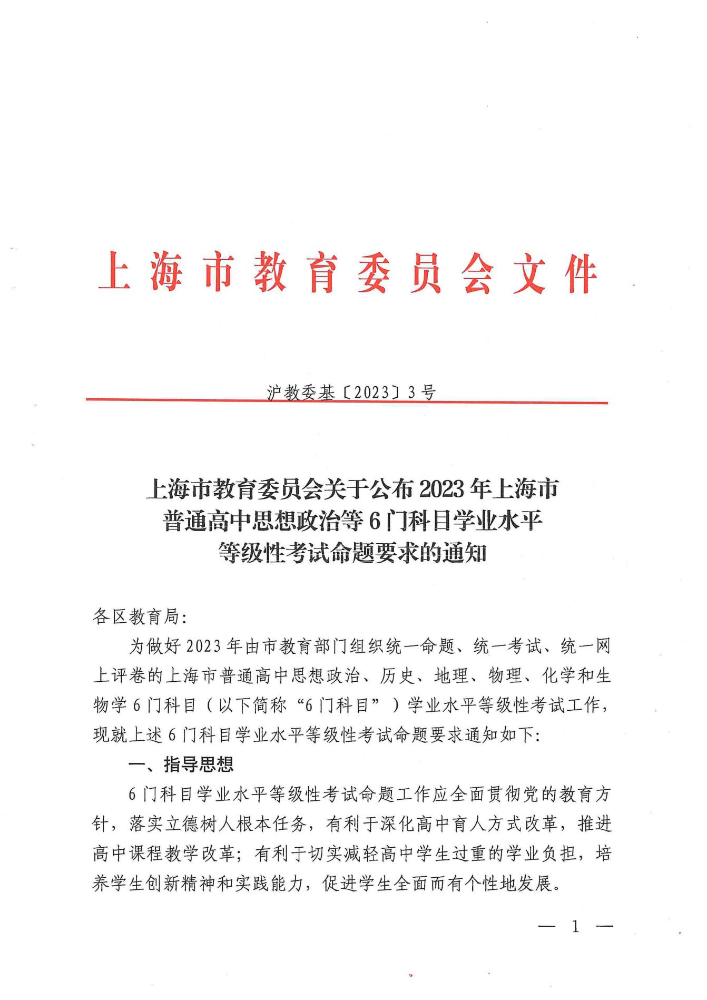 上海市教育委员会文件
沪教委基〔2023〕3号
上海市教育委员会关于公布2023年上海市
普通高中思想政治等6门科目学业水平
等级性考试命题要求的通知
各区教育局：
为做好2023年由市教育部门组织统一命题、统一考试、统一网
上评卷的上海市普通高中思想政治、历史、地理、物理、化学和生
物学6门科目（以下简称“6门科目”）学业水平等级性考试工作，
现就上述6门科目学业水平等级性考试命题要求通知如下：
一、指导思想
6门科目学业水平等级性考试命题工作应全面贯彻党的教育方
针，落实立德树人根本任务，有利于深化高中育人方式改革，推进
高中课程教学改革；有利于切实减轻高中学生过重的学业负担，培
养学生创新精神和实践能力，促进学生全面而有个性地发展。
— 1 —